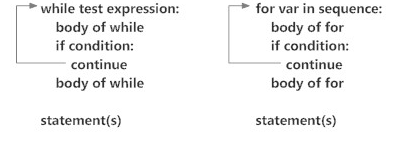 while test expression:
body of while
if condition:
continue
body of while
statement(s)
for var in sequence:
body of for
if condition:
continue
body of for
statement(s)